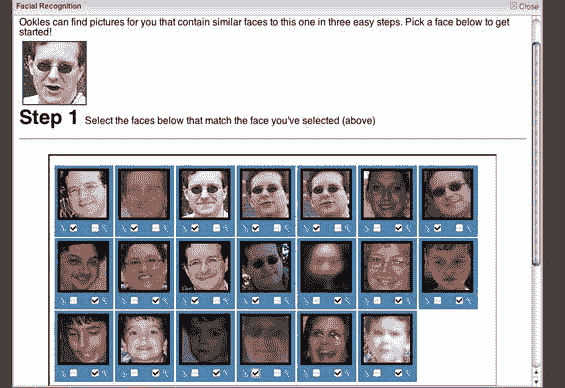 Facial Recognition
Close
Ookles can find pictures for you that contain similar faces to this one in three easy steps. Pick a face below to get
started!
Step 1 Select the faces below that match the face you've selected (above)